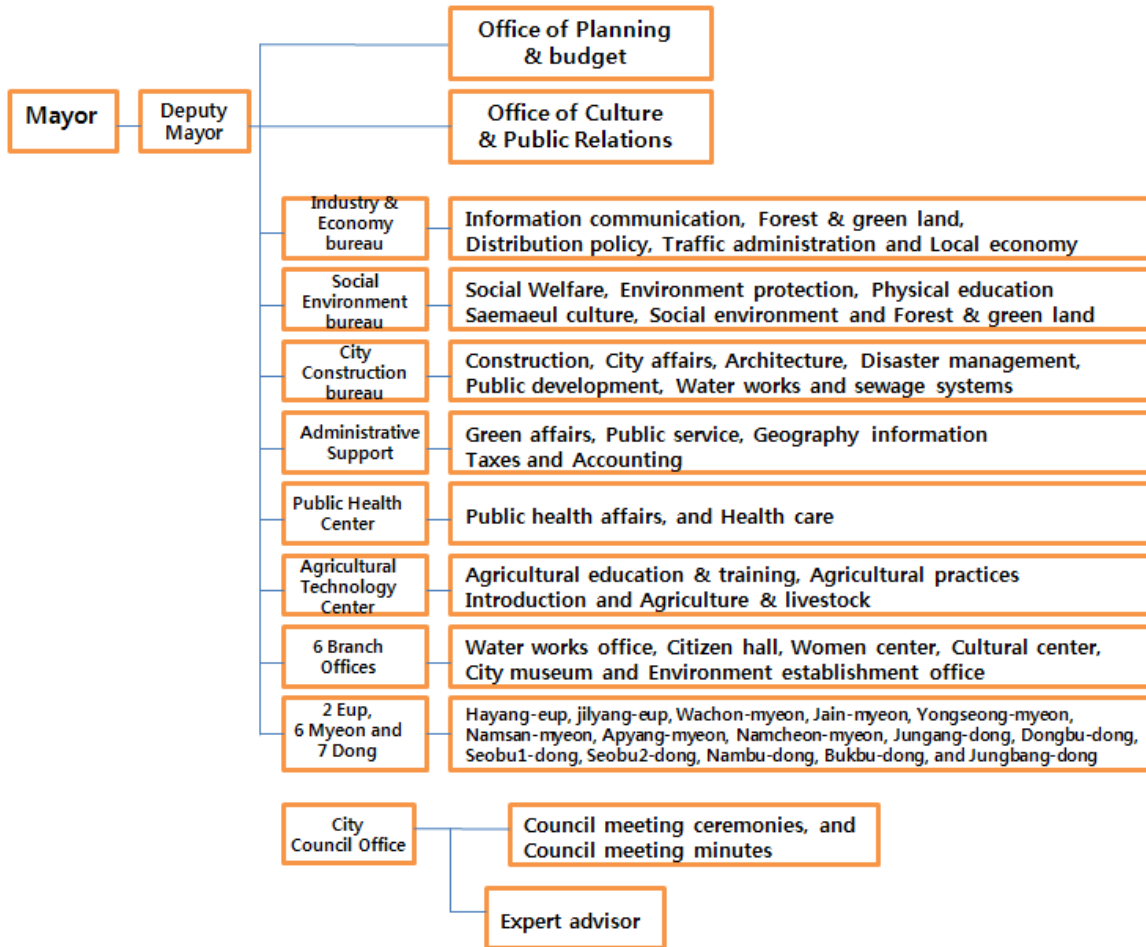 Office of Planning
& budget
Mayor
Deputy
Mayor
Office of Culture
& Public Relations
Industry &
Economy
bureau
Information communication, Forest & green land,
Distribution policy, Traffic administration and Local economy
Social
Environment
bureau
Social Welfare, Environment protection, Physical education
Saemaeul culture, Social environment and Forest & green land
City
Construction
bureau
Construction, City affairs, Architecture, Disaster management,
Public development, Water works and sewage systems
Administrative
Support
Green affairs, Public service, Geography information
Taxes and Accounting
Public Health
Center
Public health affairs, and Health care
Agricultural
Technology
Center
Agricultural education & training, Agricultural practices
Introduction and Agriculture & livestock
6 Branch
Offices
Water works office, Citizen hall, Women center, Cultural center,
City museum and Environment establishment office
2 Eup,
6 Myeon and
7 Dong
Hayang-eup, jilyang-eup, Wachon-myeon, Jain-myeon, Yongseong-myeon,
Namsan-myeon, Apyang-myeon, Namcheon-myeon, Jungang-dong, Dongbu-dong,
Seobu1-dong, Seobu2-dong, Nambu-dong, Bukbu-dong, and Jungbang-dong
City
Council Office
Council meeting ceremonies, and
Council meeting minutes
Expert advisor